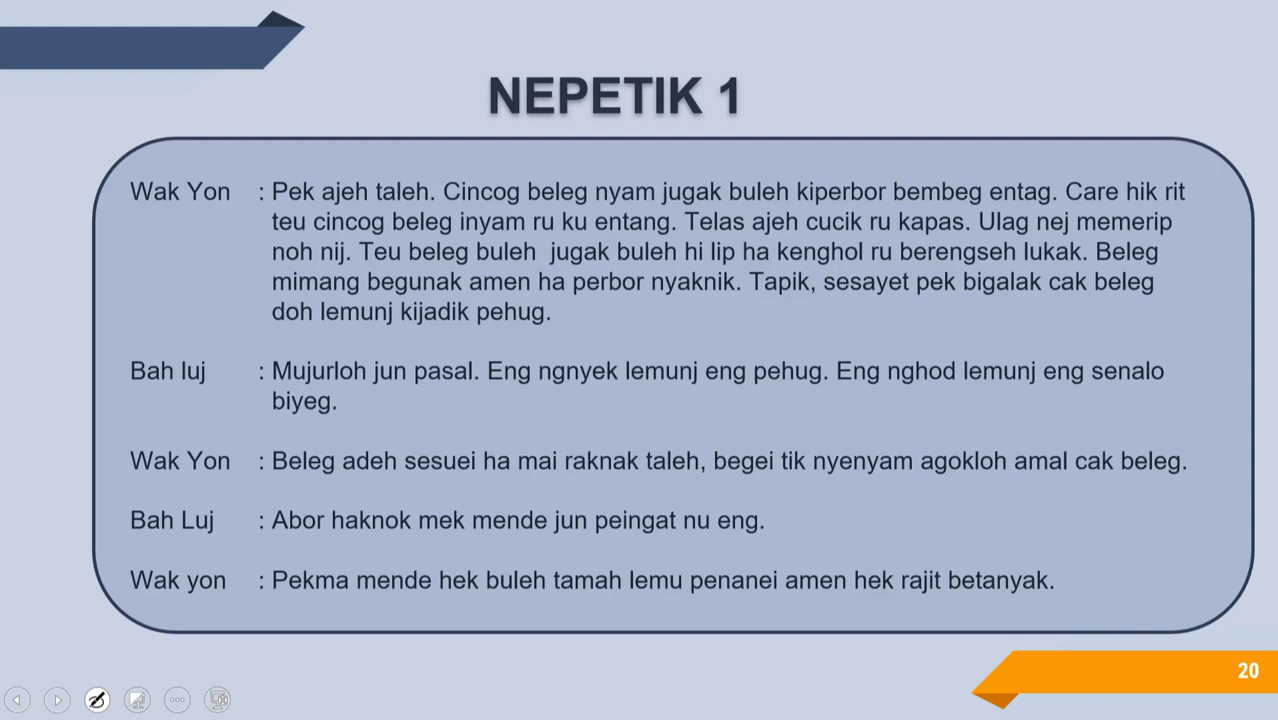 NEPETIK 1
Wak Yon : Pek ajeh taleh. Cincog beleg nyam jugak buleh kiperbor bembeg entag. Care hik rit
teu cincog beleg inyam ru ku entang. Telas ajeh cucik ru kapas. Ulag nej memerip
noh nij. Teu beleg buleh jugak buleh hi lip ha kenghol ru berengseh lukak. Beleg
mimang begunak amen ha perbor nyaknik. Tapik, sesayet pek bigalak cak beleg
doh lemunj kijadik pehug.
Bah luj : Mujurloh jun pasal. Eng ngnyek lemunj eng pehug. Eng nghod lemunj eng senalo
biyeg.
Wak Yon : Beleg adeh sesuei ha mai raknak taleh, begei tik nyenyam agokloh amal cak beleg.
Bah Luj : Abor haknok mek mende jun peingat nu eng.
Wak yon : Pekma mende hek buleh tamah lemu penanei amen hek rajit betanyak.
20